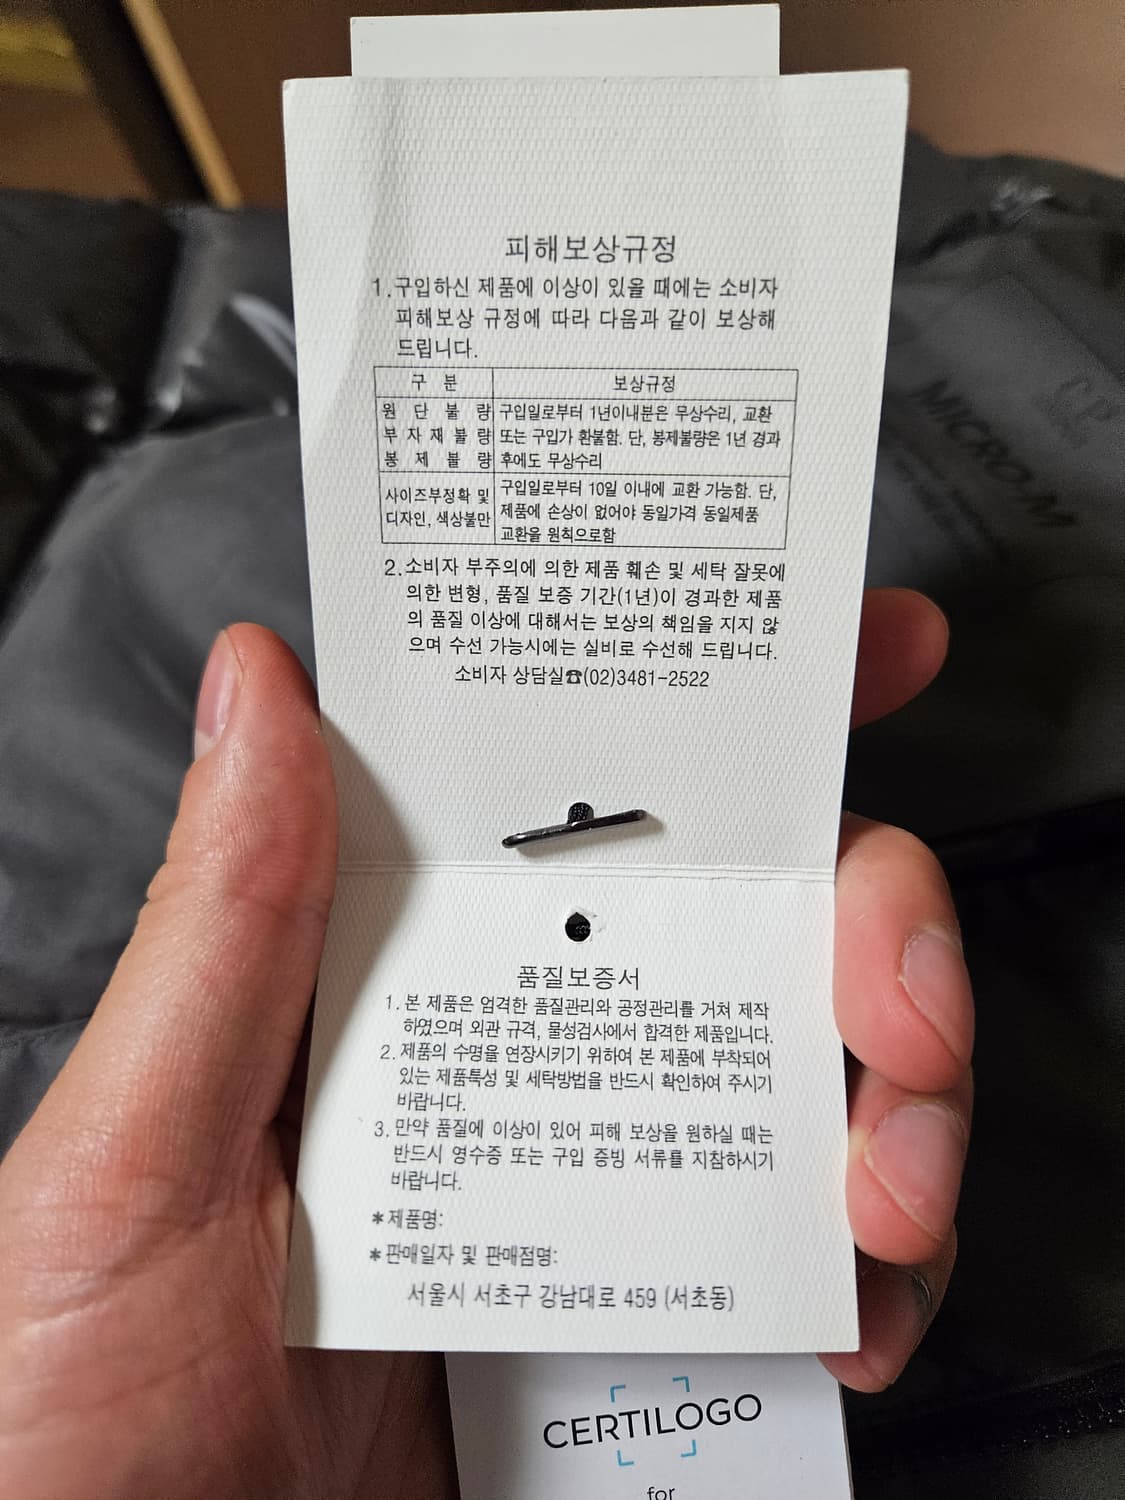 피해보상규정
1. 구입하신 제품에 이상이 있을 때에는 소비자
피해보상 규정에 따라 다음과 같이 보상해
드립니다.
구 분 보상규정
원 단 불 량
부 자 재 불 량
봉 제 불 량
구입일로부터 1년이내분은 무상수리, 교환
또는 구입가 환불함. 단, 봉제불량은 1년 경과
후에도 무상수리
사이즈부정확 및
디자인, 색상불만
구입일로부터 10일 이내에 교환 가능함. 단,
제품에 손상이 없어야 동일가격 동일제품
교환을 원칙으로함
2. 소비자 부주의에 의한 제품 훼손 및 세탁 잘못에
의한 변형, 품질 보증 기간(1년)이 경과한 제품
의 품질 이상에 대해서는 보상의 책임을 지지 않
으며 수선 가능시에는 실비로 수선해 드립니다.
소비자 상담실☎(02)3481-2522
품질보증서
1. 본 제품은 엄격한 품질관리와 공정관리를 거쳐 제작
하였으며 외관 규격, 물성검사에서 합격한 제품입니다.
2. 제품의 수명을 연장시키기 위하여 본 제품에 부착되어
있는 제품특성 및 세탁방법을 반드시 확인하여 주시기
바랍니다.
3. 만약 품질에 이상이 있어 피해 보상을 원하실 때는
반드시 영수증 또는 구입 증빙 서류를 지참하시기
바랍니다.
*제품명:
*판매일자 및 판매점명:
서울시 서초구 강남대로 459 (서초동)
CERTILOGO
for
MICRO-M